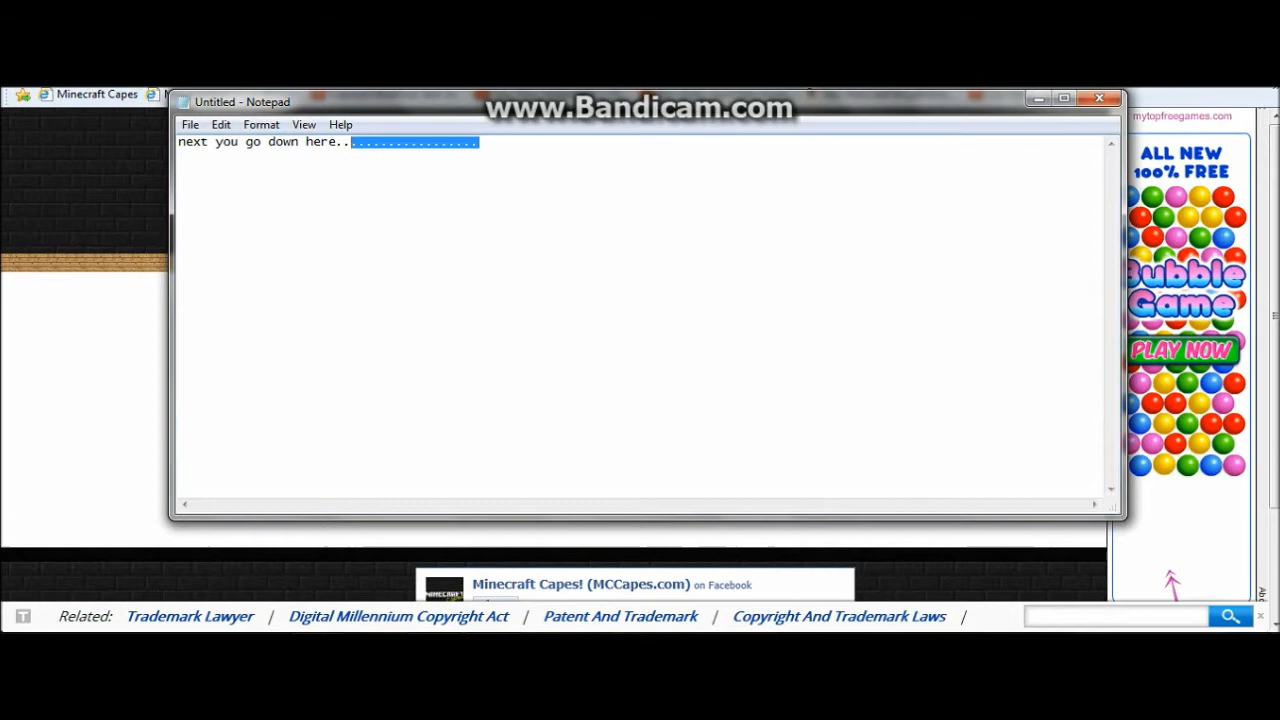 www.Bandicam.com
Minecraft Capes
Untitled - Notepad
File Edit Format View Help
next you go down here...................
mytopfreegames.com
ALL NEW
100% FREE
Bubble
Game
PLAY NOW
Minecraft Capes! (MCCapes.com) on Facebook
Related: Trademark Lawyer / Digital Millennium Copyright Act / Patent And Trademark / Copyright And Trademark Laws /